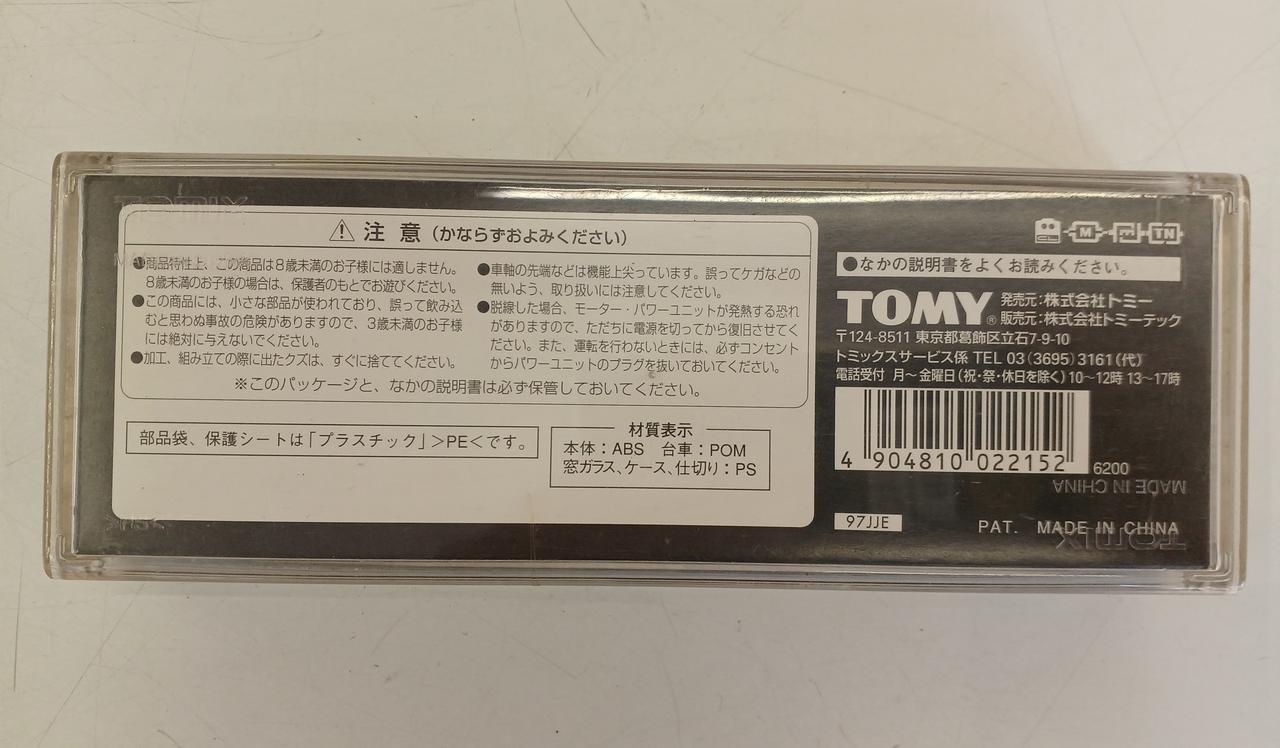 TOMIX
⚠ 注意（かならずおよみください）
●商品特性上、この商品は8歳未満のお子様には適しません。
8歳未満のお子様の場合は、保護者のもとでお遊びください。
●この商品には、小さな部品が使われており、誤って飲み込
むと思わぬ事故の危険がありますので、3歳未満のお子様
には絶対に与えないでください。
●加工、組み立ての際に出たクズは、すぐに捨ててください。
●車軸の先端などは機能上尖っています。誤ってケガなどの
無いよう、取り扱いには注意してください。
●脱線した場合、モーター・パワーユニットが発熱する恐れ
がありますので、ただちに電源を切ってから復旧させてく
ださい。また、運転を行わないときには、必ずコンセント
からパワーユニットのプラグを抜いておいてください。
※このパッケージと、なかの説明書は必ず保管しておいてください。
部品袋、保護シートは「プラスチック」>PE<です。
材質表示
本体：ABS 台車：POM
窓ガラス、ケース、仕切り：PS
CL M TN
●なかの説明書をよくお読みください。
TOMY®
発売元：株式会社トミー
販売元：株式会社トミーテック
〒124-8511 東京都葛飾区立石7-9-10
トミックスサービス係 TEL 03(3695)3161(代)
電話受付 月～金曜日(祝・祭・休日を除く)10～12時 13～17時
4 904810 022152
6200
MADE IN CHINA
97JJE
PAT. MADE IN CHINA
TOMIX